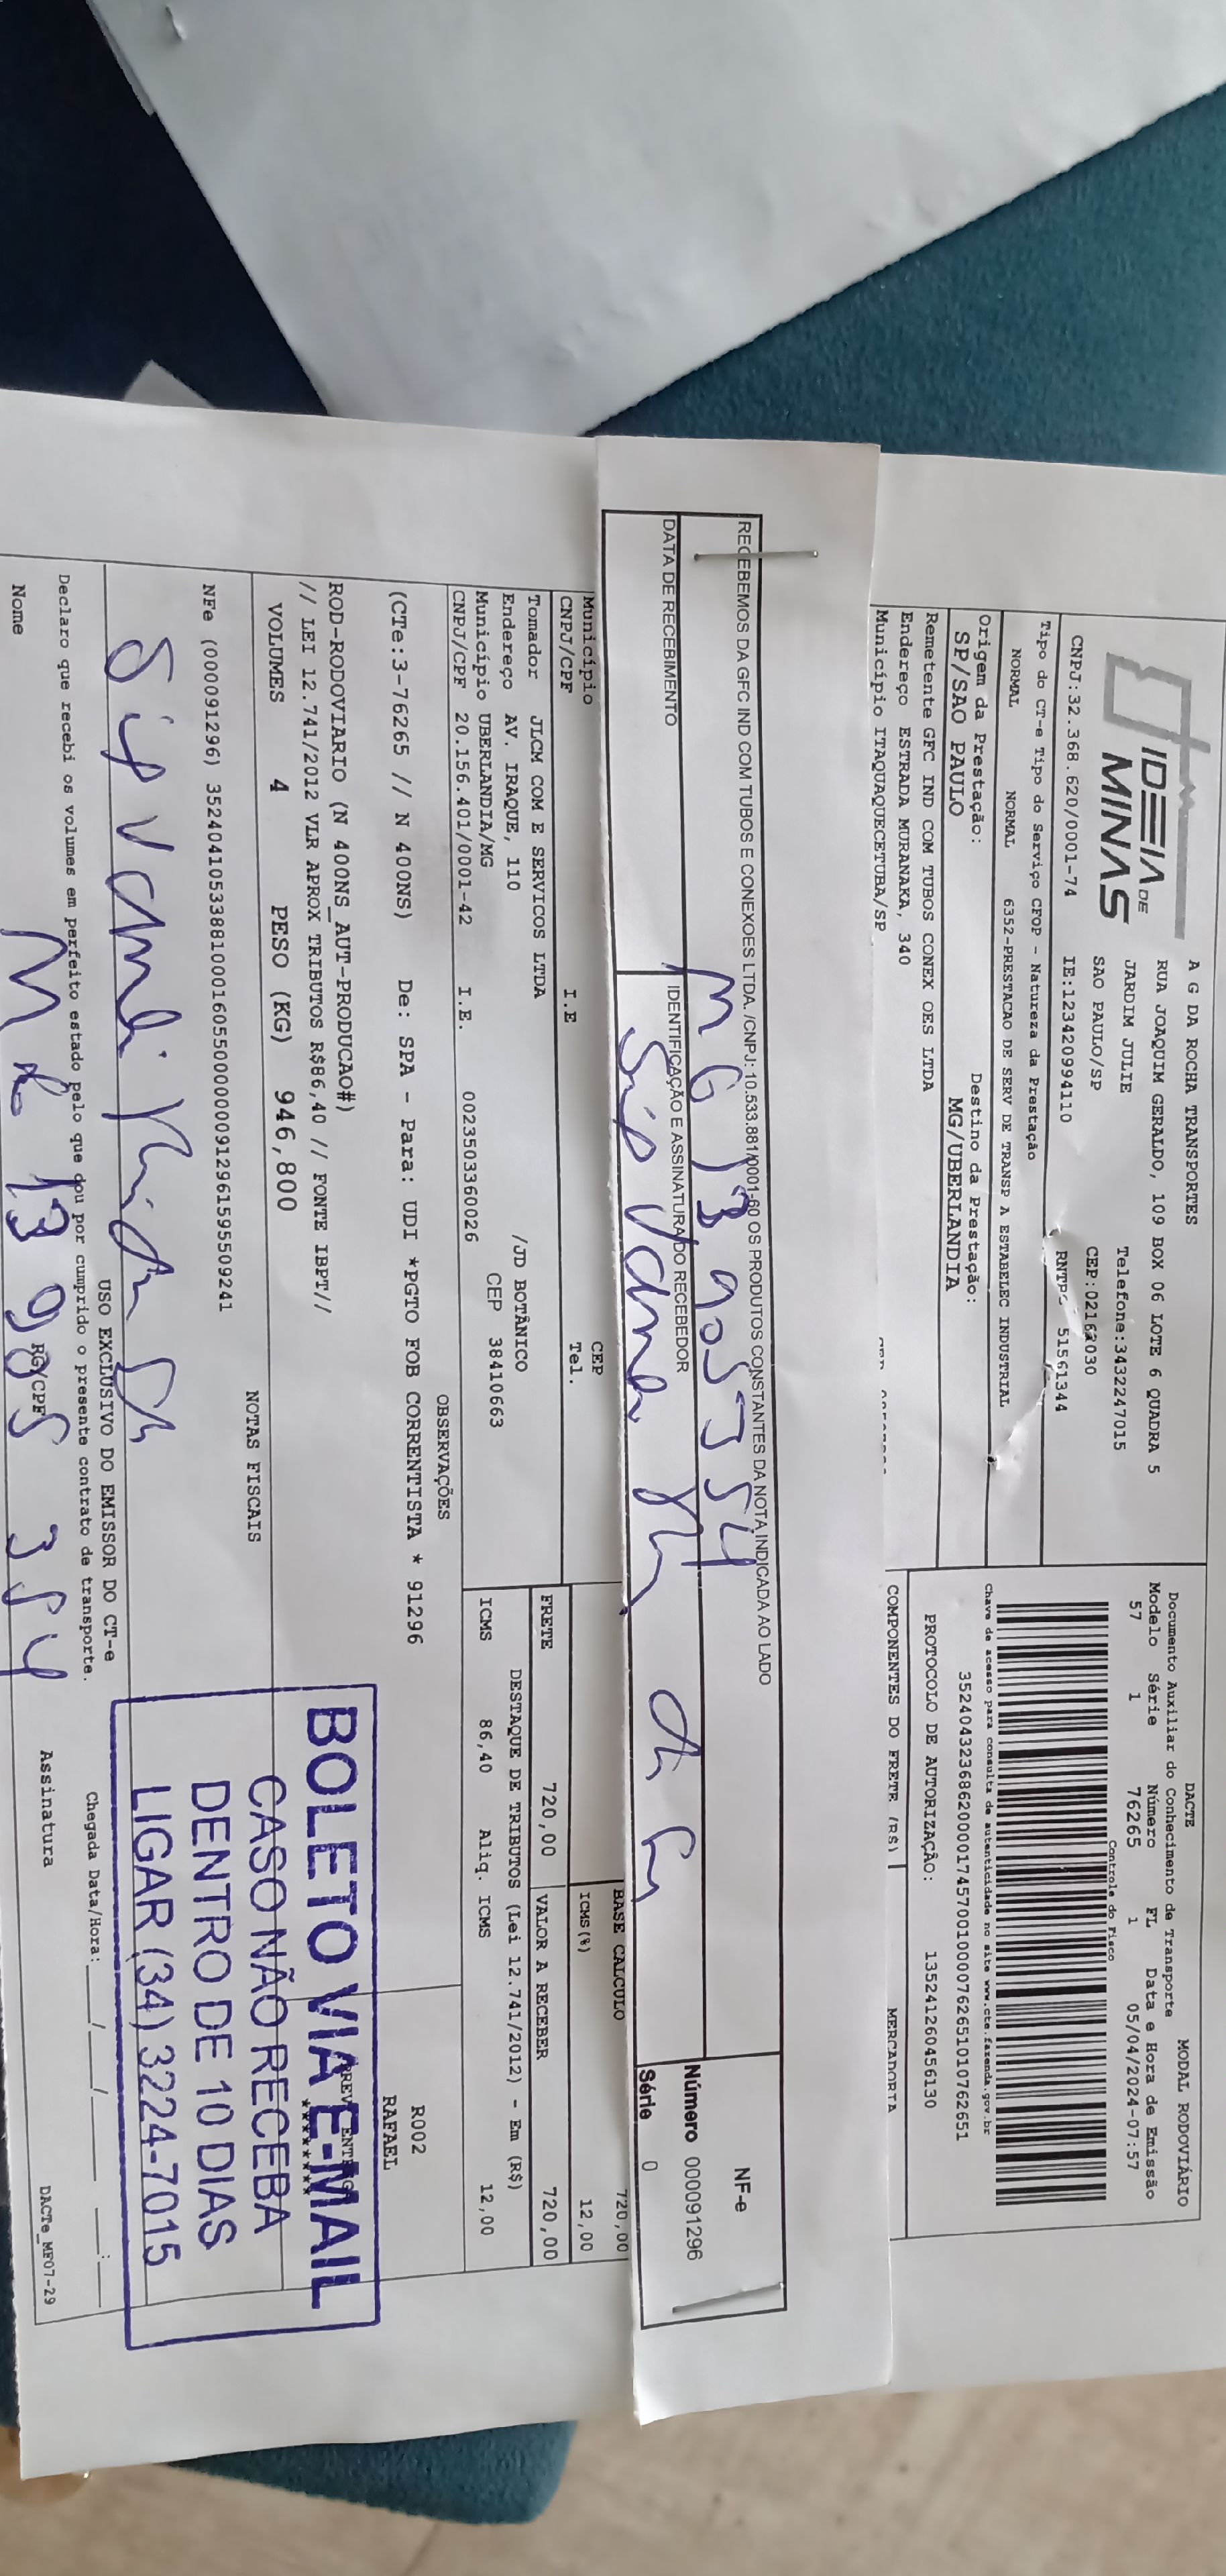 IDEIA DE
MINAS
A G DA ROCHA TRANSPORTES
RUA JOAQUIM GERALDO, 109 BOX 06 LOTE 6 QUADRA 5
JARDIM JULIE Telefone:3432247015
SAO PAULO/SP CEP:02162030
CNPJ:32.368.620/0001-74 IE:123420994110 RNTRC 51561344
Tipo do CT-e Tipo do Serviço CFOP - Natureza da Prestação
NORMAL NORMAL 6352-PRESTACAO DE SERV DE TRANSP A ESTABELEC INDUSTRIAL
Origem da Prestação: Destino da Prestação:
SP/SAO PAULO MG/UBERLANDIA
Remetente GFC IND COM TUBOS CONEX OES LTDA
Endereço ESTRADA MURANAKA, 340
Município ITAQUAQUECETUBA/SP
DACTE MODAL RODOVIÁRIO
Documento Auxiliar do Conhecimento de Transporte
Modelo Série Número FL Data e Hora de Emissão
57 1 76265 1 05/04/2024-07:57
Controle do Fisco
Chave de acesso para consulta de autenticidade no site www.cte.fazenda.gov.br
35240432368620000174570010000762651010762651
PROTOCOLO DE AUTORIZAÇÃO: 135241260456130
COMPONENTES DO FRETE (R$) MERCADORIA
RECEBEMOS DA GFC IND COM TUBOS E CONEXOES LTDA. /CNPJ: 10.533.881/0001-60 OS PRODUTOS CONSTANTES DA NOTA INDICADA AO LADO
NF-e
Número 000091296
Série 0
DATA DE RECEBIMENTO IDENTIFICAÇÃO E ASSINATURA DO RECEBEDOR
BASE CALCULO 720,00
Município CEP
CNPJ/CPF I.E Tel.
ICMS(%) 12,00
Tomador JLCM COM E SERVICOS LTDA
Endereço AV. IRAQUE, 110 /JD BOTÂNICO
Município UBERLANDIA/MG CEP 38410663
CNPJ/CPF 20.156.401/0001-42 I.E. 0023503360026
FRETE 720,00 VALOR A RECEBER 720,00
DESTAQUE DE TRIBUTOS (Lei 12.741/2012) - Em (R$)
ICMS 86,40 Aliq. ICMS 12,00
OBSERVAÇÕES
(CTe:3-76265 // N 400NS) De: SPA - Para: UDI *PGTO FOB CORRENTISTA * 91296
R002
RAFAEL
ROD-RODOVIARIO (N 400NS_AUT-PRODUCAO#)
// LEI 12.741/2012 VLR APROX TRIBUTOS R$86,40 // FONTE IBPT//
VOLUMES 4 PESO (KG) 946,800
NOTAS FISCAIS
NFe (000091296) 35240410533881000160550000000912961595509241
BOLETO VIA E-MAIL
CASO NÃO RECEBA
DENTRO DE 10 DIAS
LIGAR (34) 3224-7015
USO EXCLUSIVO DO EMISSOR DO CT-e
Declaro que recebi os volumes em perfeito estado pelo que dou por cumprido o presente contrato de transporte.
Chegada Data/Hora: ___/___/______ ___:___
Nome RG/CPF Assinatura
DACTe_MF07-29